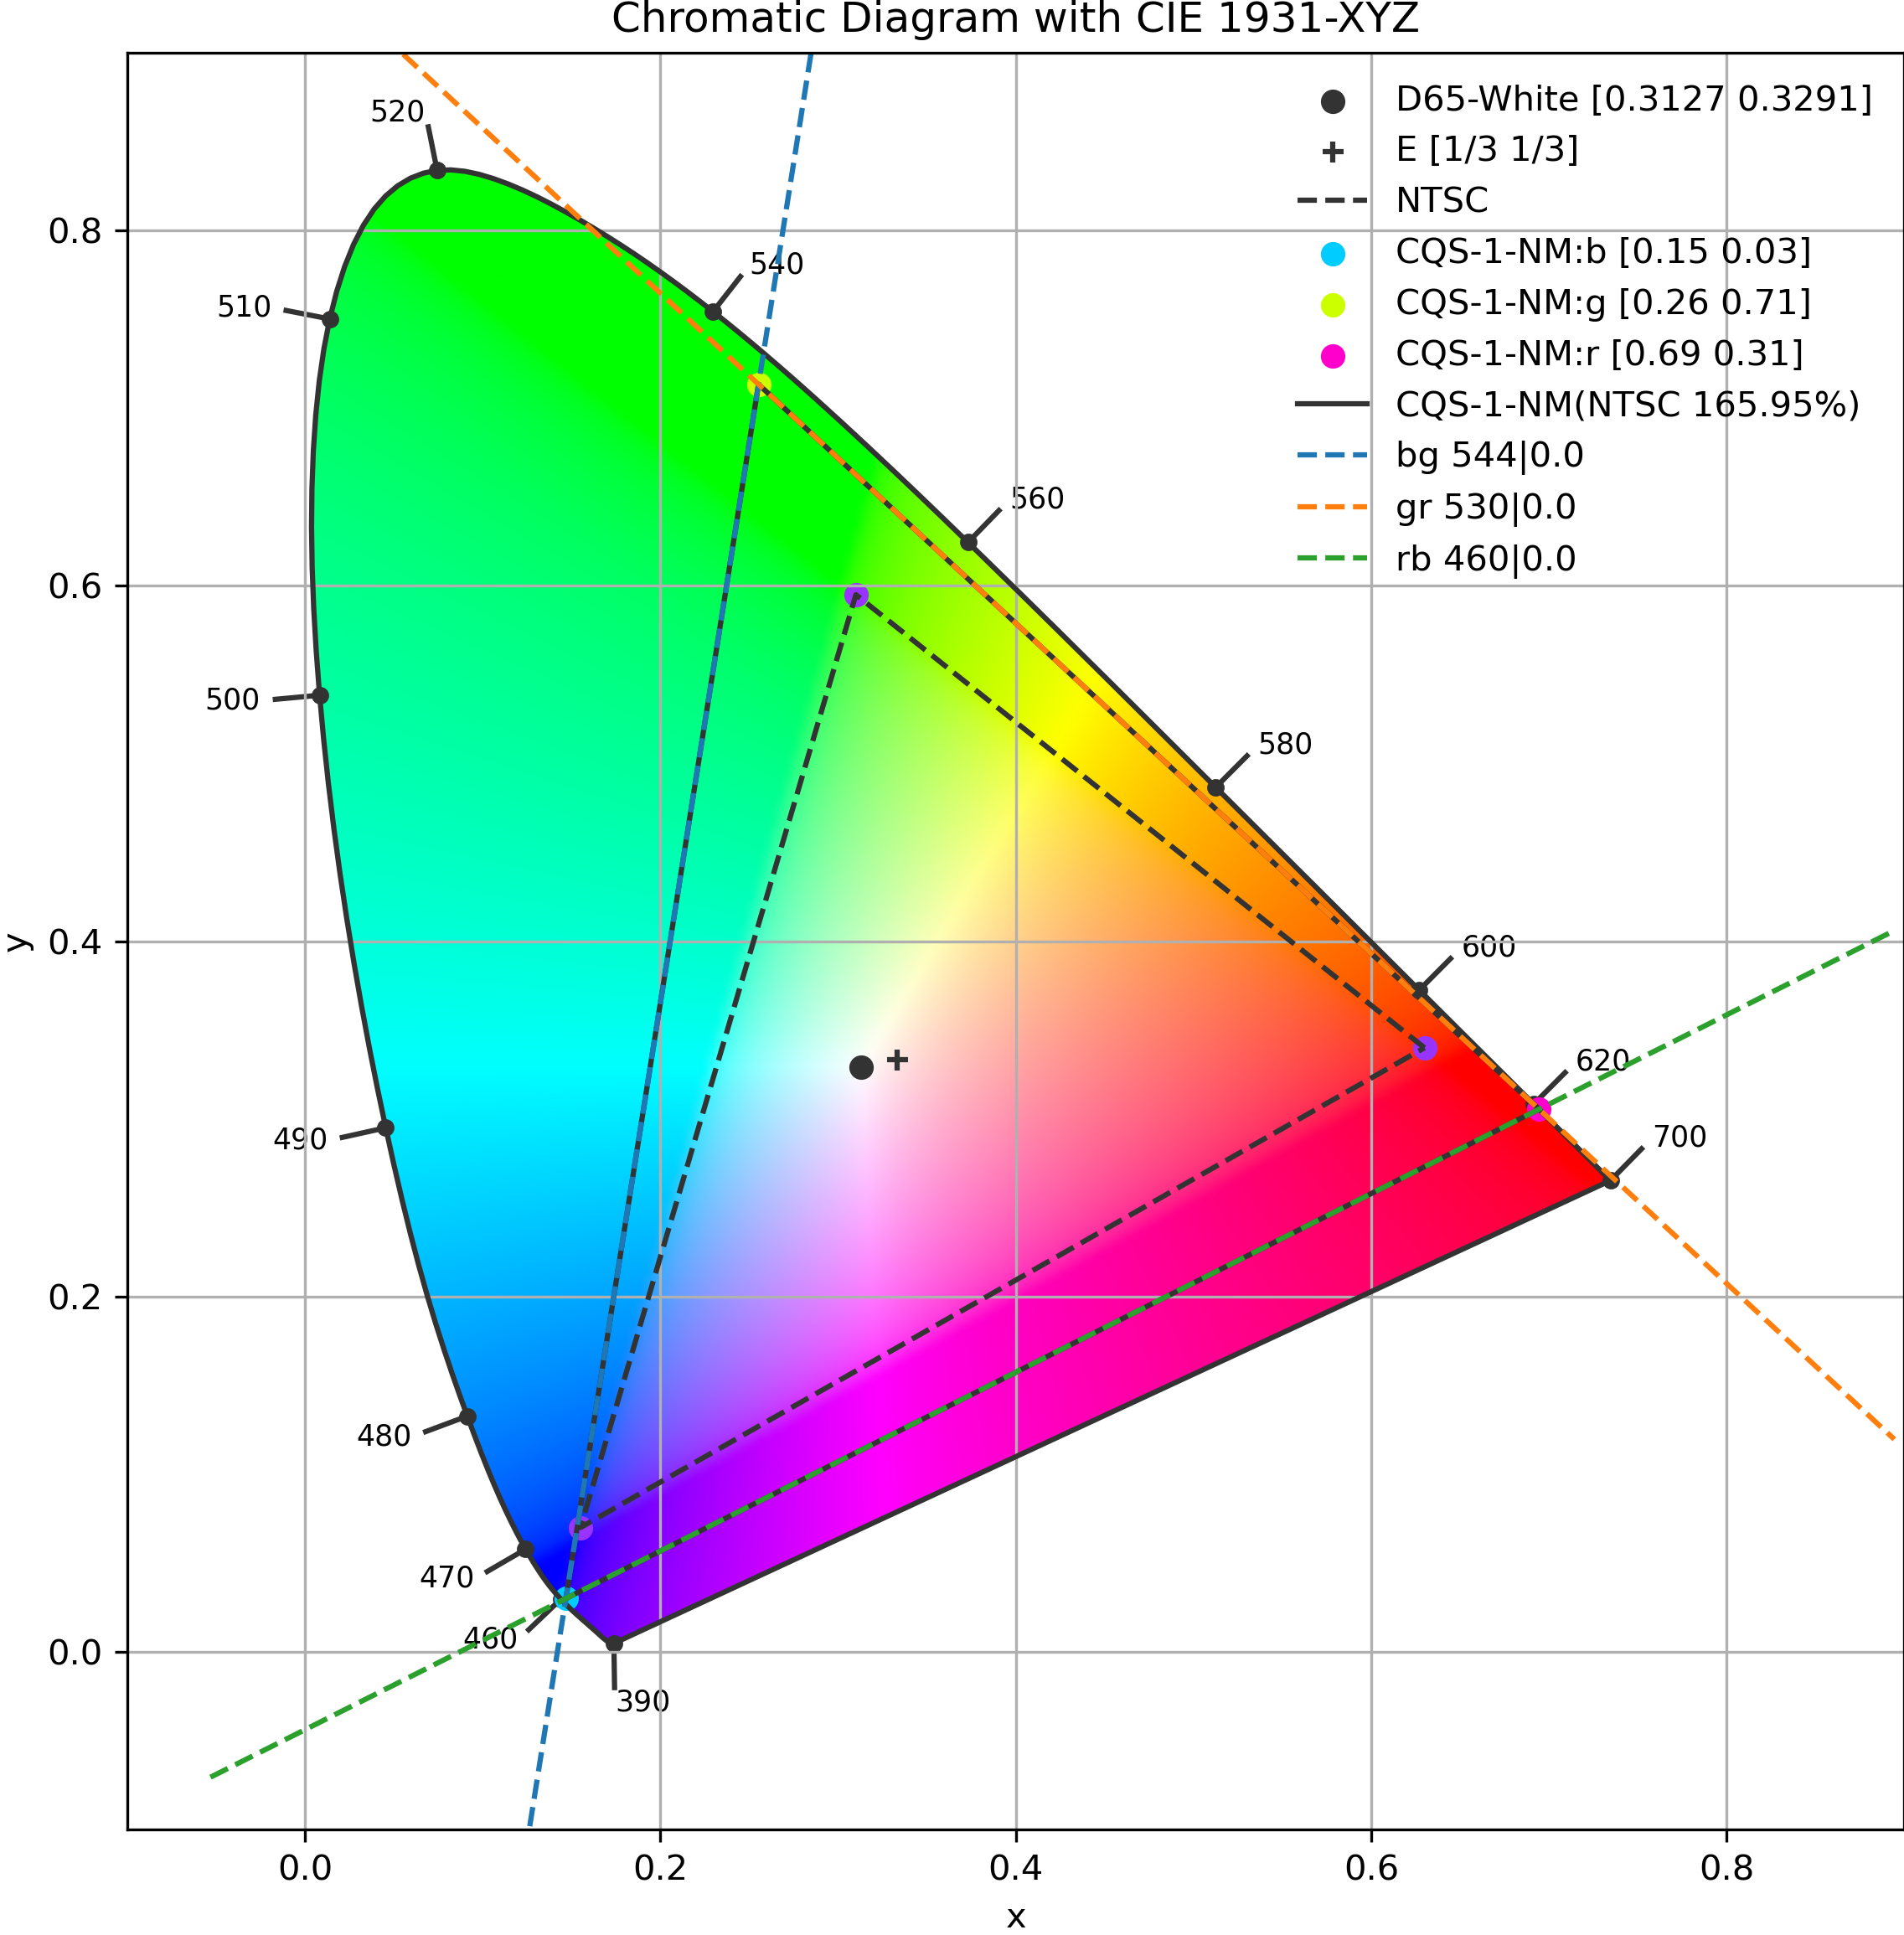 Chromatic Diagram with CIE 1931-XYZ
D65-White [0.3127 0.3291]
E [1/3 1/3]
NTSC
CQS-1-NM:b [0.15 0.03]
CQS-1-NM:g [0.26 0.71]
CQS-1-NM:r [0.69 0.31]
CQS-1-NM(NTSC 165.95%)
bg 544|0.0
gr 530|0.0
rb 460|0.0
520
540
510
560
500
580
600
620
700
490
480
470
460
390
0.8
0.6
0.4
0.2
0.0
y
0.0
0.2
0.4
0.6
0.8
x